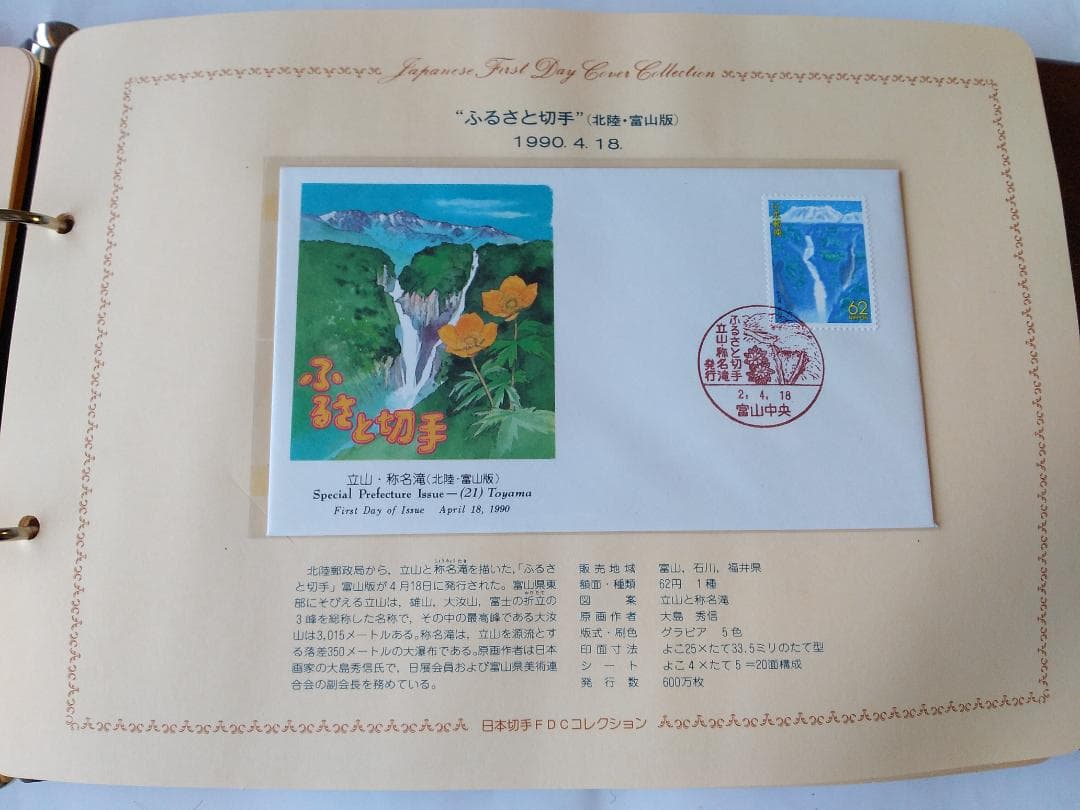 Japanese First Day Cover Collection
“ふるさと切手”(北陸・富山版)
1990. 4. 18.
日本郵便
62
NIPPON
ふるさと切手
立山・称名滝
発行
2. 4. 18
富山中央
ふるさと切手
立山・称名滝(北陸・富山版)
Special Prefecture Issue—(21) Toyama
First Day of Issue April 18, 1990
北陸郵政局から、立山と称名滝を描いた、「ふるさ
と切手」富山版が4月18日に発行された。富山県東
部にそびえる立山は、雄山、大汝山、富士の折立の
3峰を総称した名称で、その中の最高峰である大汝
山は3,015メートルある。称名滝は、立山を源流とす
る落差350メートルの大瀑布である。原画作者は日本
画家の大島秀信氏で、日展会員および富山県美術連
合会の副会長を務めている。
販売地域 富山、石川、福井県
額面・種類 62円 1種
図案 立山と称名滝
原画作者 大島 秀信
版式・刷色 グラビア 5色
印面寸法 よこ25×たて33.5ミリのたて型
シート よこ4×たて5=20面構成
発行数 600万枚
日本切手FDCコレクション